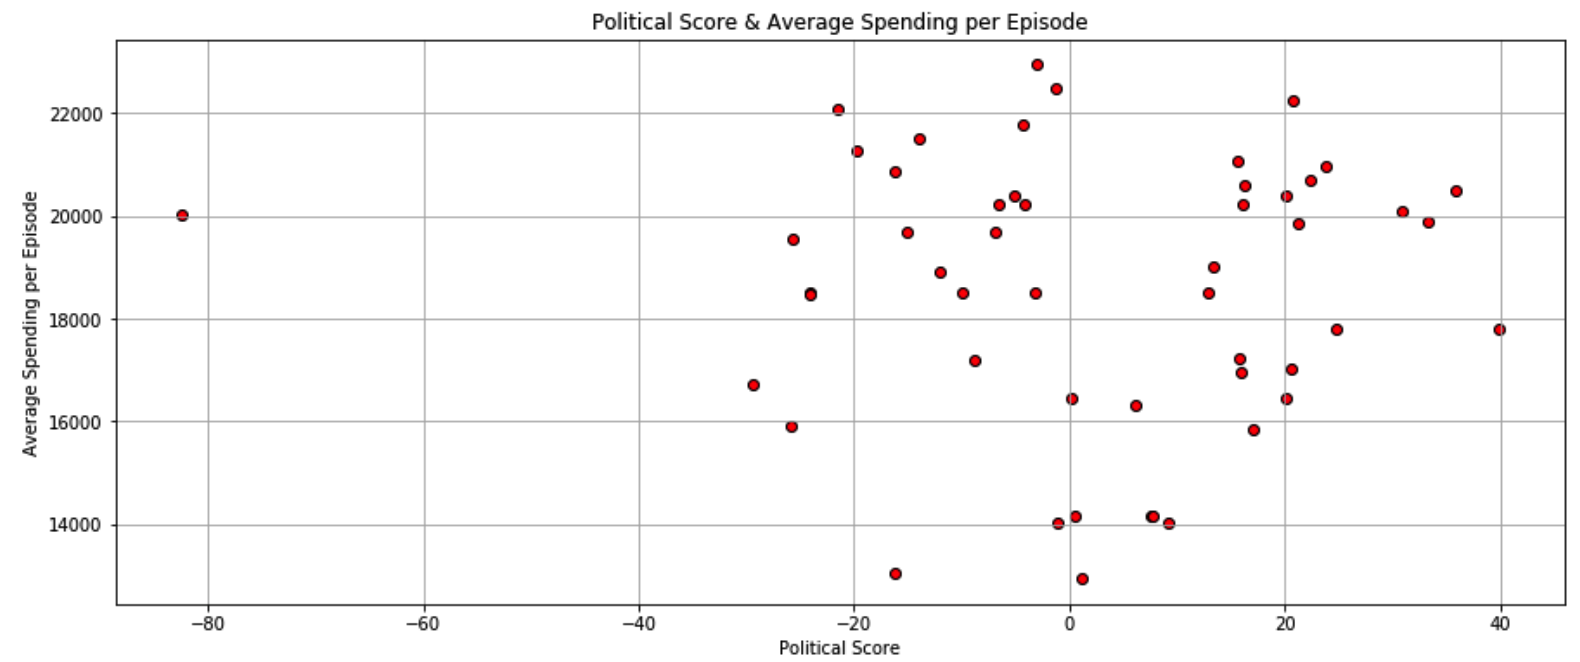 Political Score & Average Spending per Episode
22000
20000
18000
16000
14000
Average Spending per Episode
−80 −60 −40 −20 0 20 40
Political Score